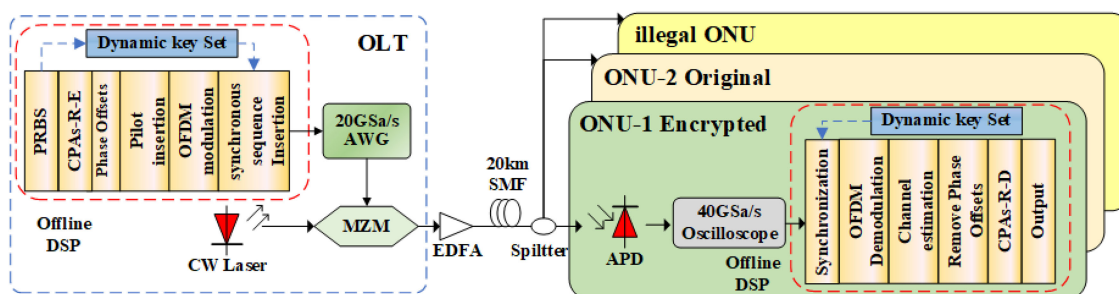 OLT
Dynamic key Set
PRBS
CPAs-R-E
Phase Offsets
Pilot
insertion
OFDM
modulation
synchronous
sequence
Insertion
20GSa/s
AWG
Offline
DSP
CW Laser
MZM
EDFA
20km
SMF
Spiltter
illegal ONU
ONU-2 Original
ONU-1 Encrypted
APD
40GSa/s
Oscilloscope
Offline
DSP
Dynamic key Set
Synchronization
OFDM
Demodulation
Channel
estimation
Remove Phase
Offsets
CPAs-R-D
Output